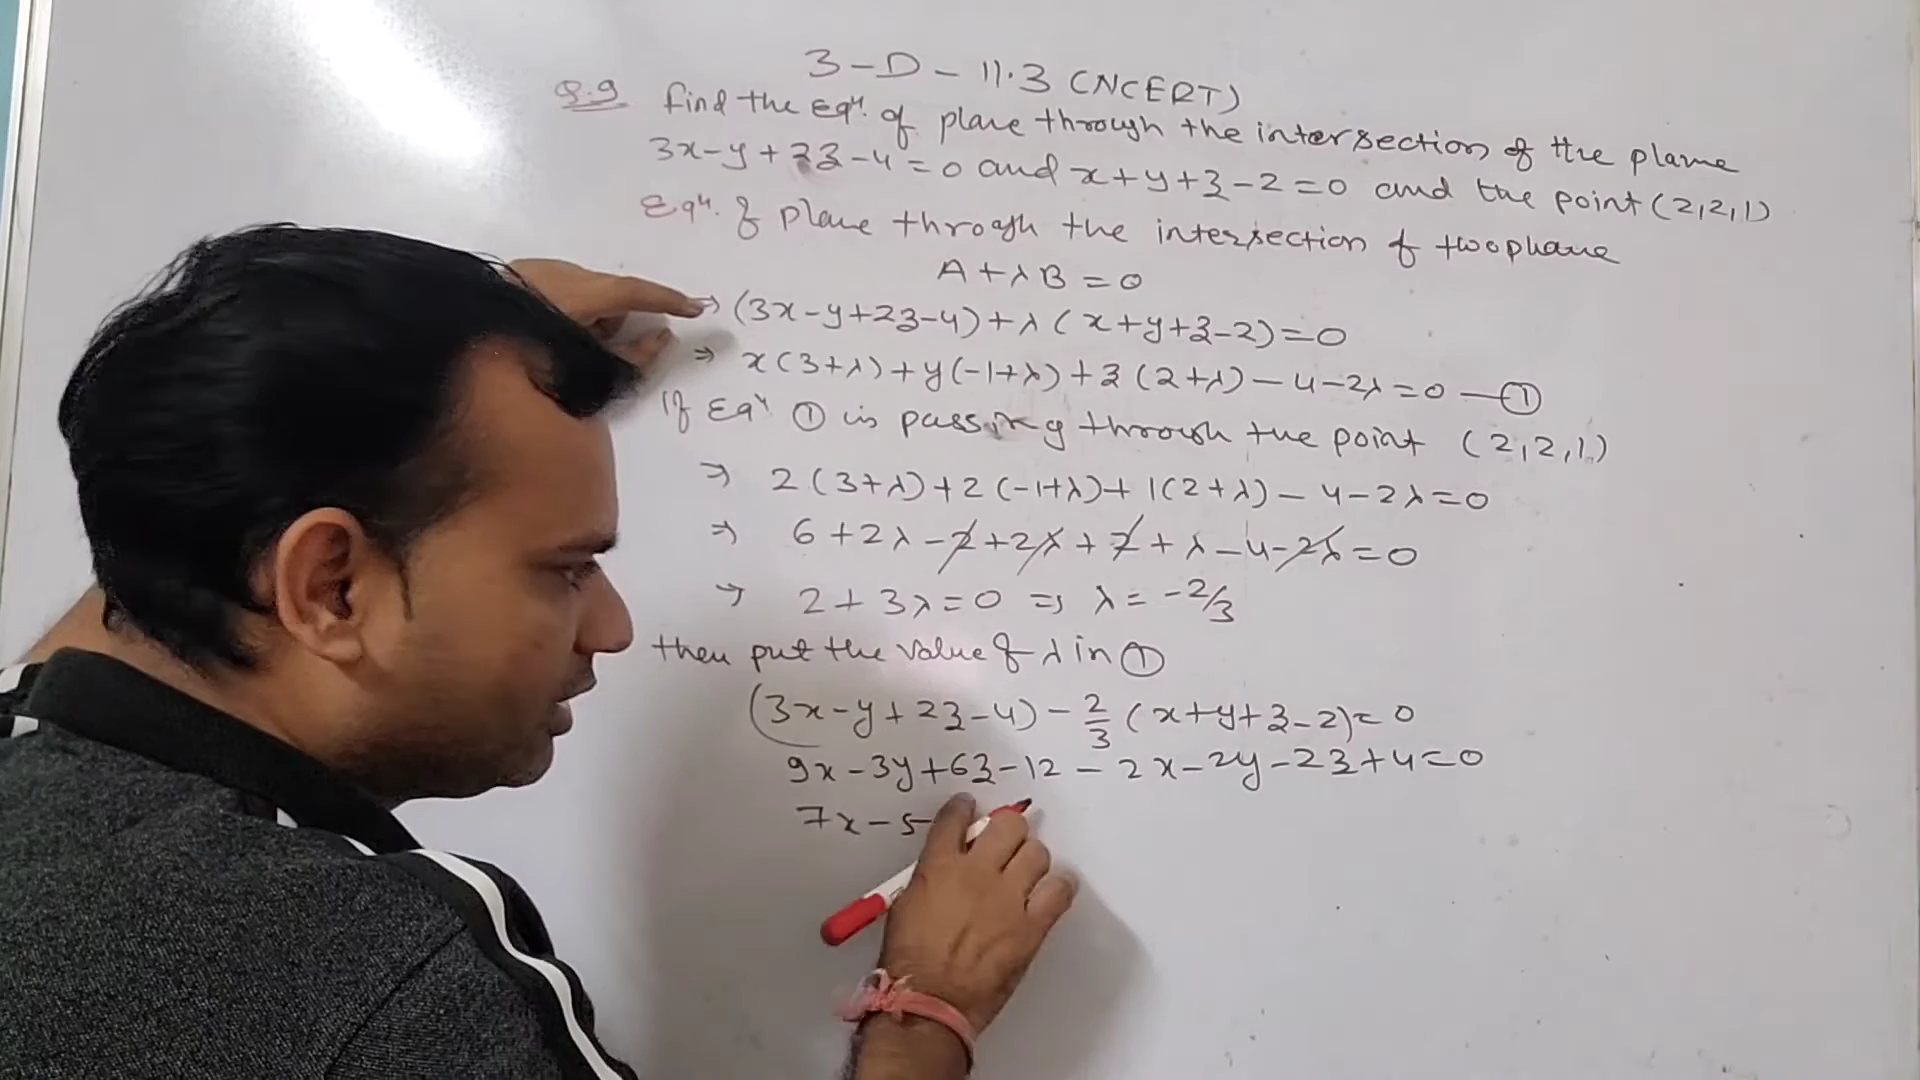 3-D-11.3 (NCERT)
Q.9 find the Eqn. of plane through the intersection of the plane
3x-y+2z-4=0 and x+y+z-2=0 and the point (2,2,1)
Eqn. of plane throgh the intersection of twoplane
A+λB=0
⇒ (3x-y+2z-4)+λ(x+y+z-2)=0
⇒ x(3+λ)+y(-1+λ)+z(2+λ)-4-2λ=0 —①
If Eqn ① is passing through the point (2,2,1)
⇒ 2(3+λ)+2(-1+λ)+1(2+λ)-4-2λ=0
⇒ 6+2λ-2+2λ+2+λ-4-2λ=0
⇒ 2+3λ=0 ⇒ λ=-2/3
then put the value of λ in ①
(3x-y+2z-4)-2/3(x+y+z-2)=0
9x-3y+6z-12-2x-2y-2z+4=0
7x-5